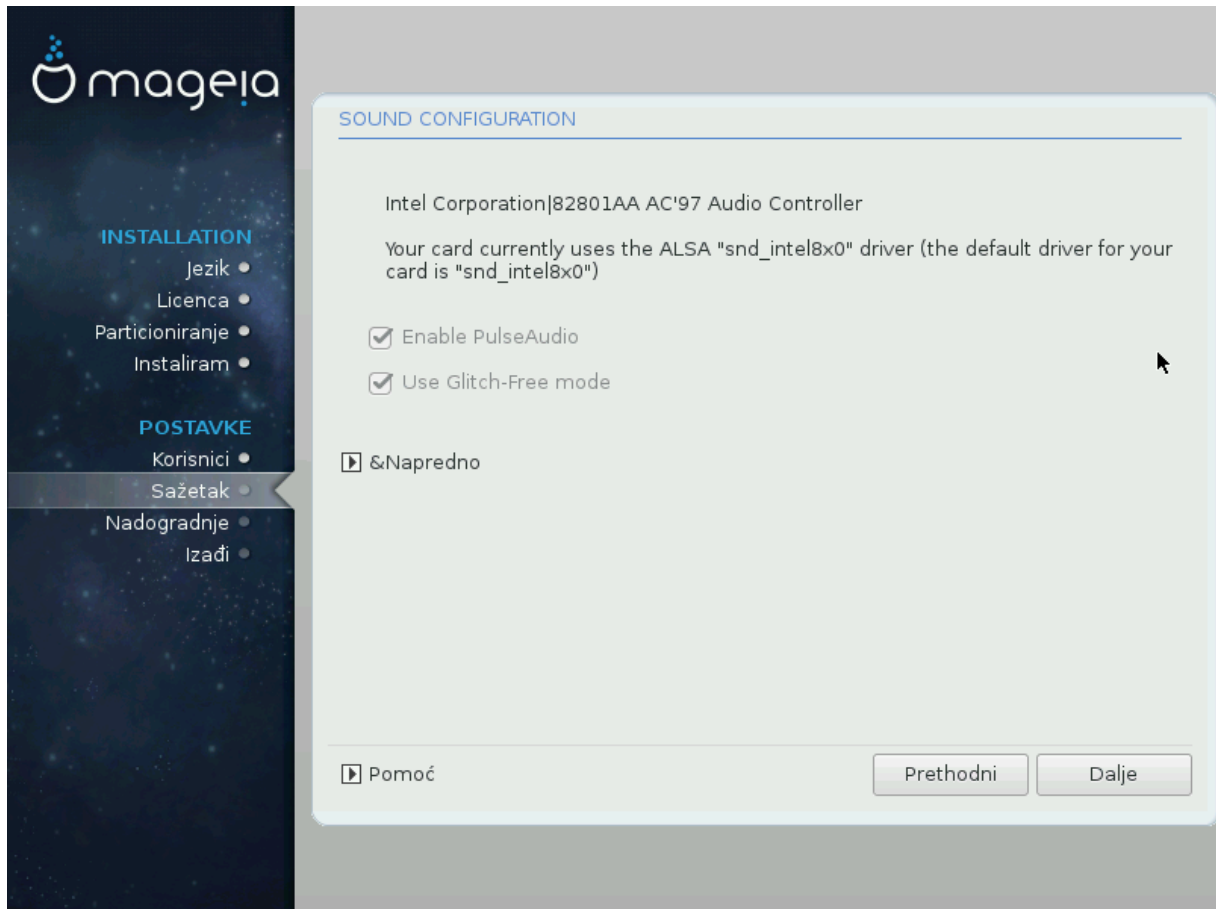 mageia
INSTALLATION
Jezik
Licenca
Particioniranje
Instaliram
POSTAVKE
Korisnici
Sažetak
Nadogradnje
Izađi
SOUND CONFIGURATION
Intel Corporation|82801AA AC'97 Audio Controller
Your card currently uses the ALSA "snd_intel8x0" driver (the default driver for your
card is "snd_intel8x0")
Enable PulseAudio
Use Glitch-Free mode
&Napredno
Pomoć
Prethodni
Dalje